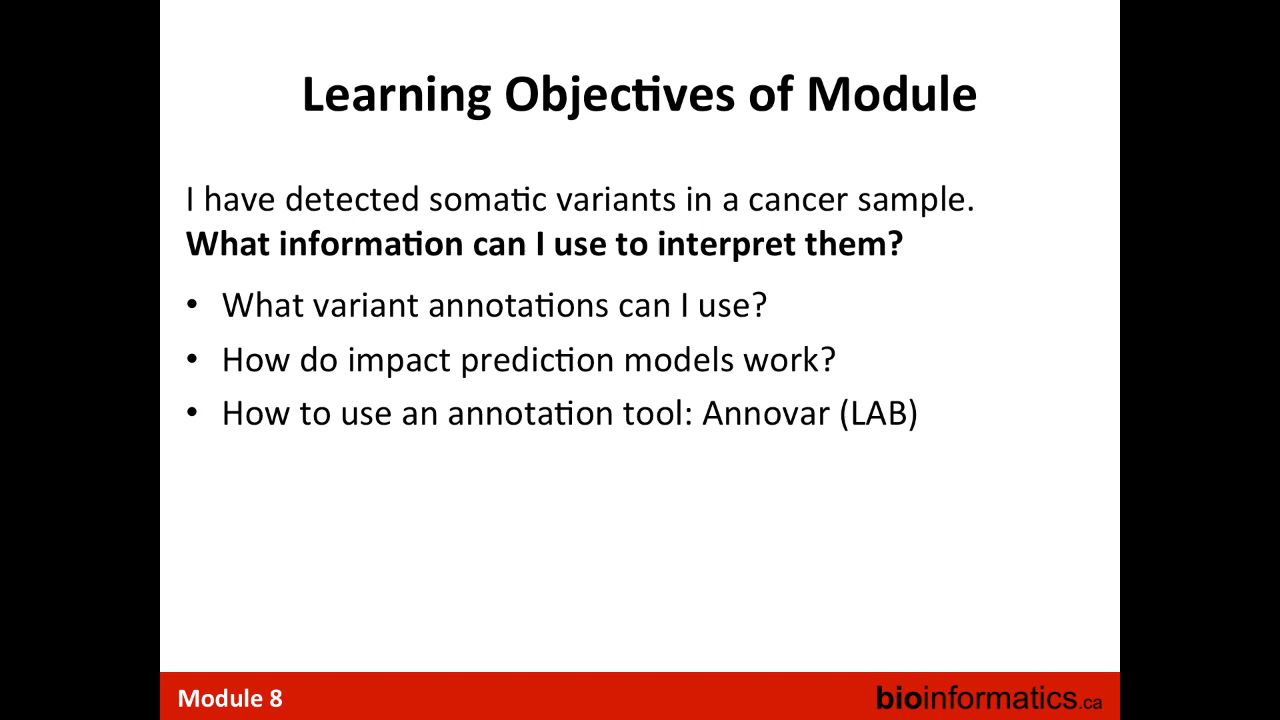 Learning Objectives of Module
I have detected somatic variants in a cancer sample.
What information can I use to interpret them?
• What variant annotations can I use?
• How do impact prediction models work?
• How to use an annotation tool: Annovar (LAB)
Module 8
bioinformatics.ca